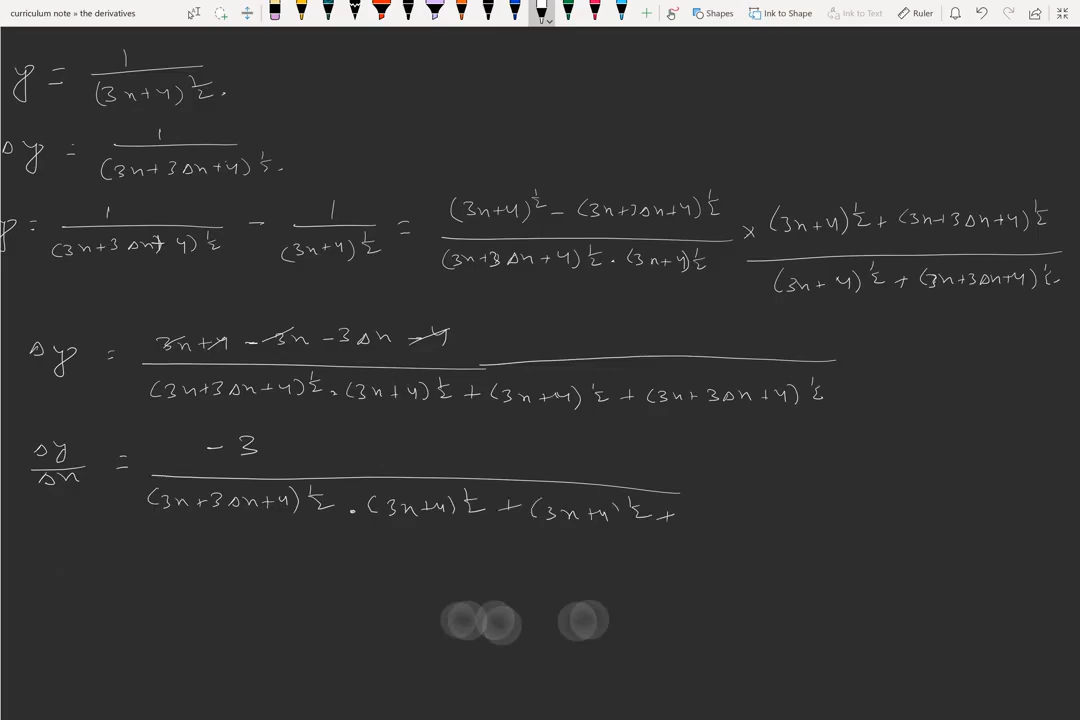 curriculum note » the derivatives Shapes Ink to Shape Ink to Text Ruler
y = 1 / (3x+4)^1/2.
Δy = 1 / (3x+3Δx+4)^1/2.
y = 1 / (3x+3Δx+4)^1/2 - 1 / (3x+4)^1/2 = (3x+4)^1/2 - (3x+3Δx+4)^1/2 / (3x+3Δx+4)^1/2 . (3x+4)^1/2 × (3x+4)^1/2 + (3x+3Δx+4)^1/2 / (3x+4)^1/2 + (3x+3Δx+4)^1/2.
Δy = 3x+4 - 3x - 3Δx - 4 / (3x+3Δx+4)^1/2 . (3x+4)^1/2 + (3x+4)^1/2 + (3x+3Δx+4)^1/2
Δy/Δx = -3 / (3x+3Δx+4)^1/2 . (3x+4)^1/2 + (3x+4)^1/2 +